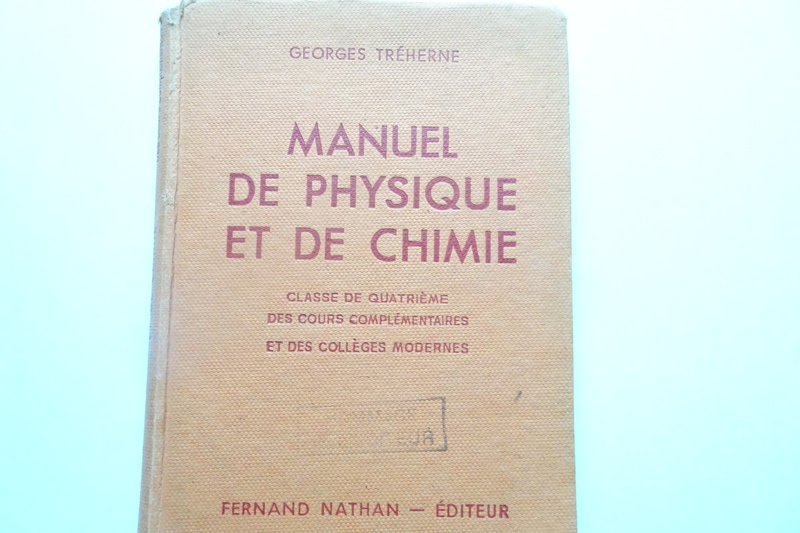 GEORGES TRÉHERNE
MANUEL
DE PHYSIQUE
ET DE CHIMIE
CLASSE DE QUATRIÈME
DES COURS COMPLÉMENTAIRES
ET DES COLLÈGES MODERNES
FERNAND NATHAN — ÉDITEUR